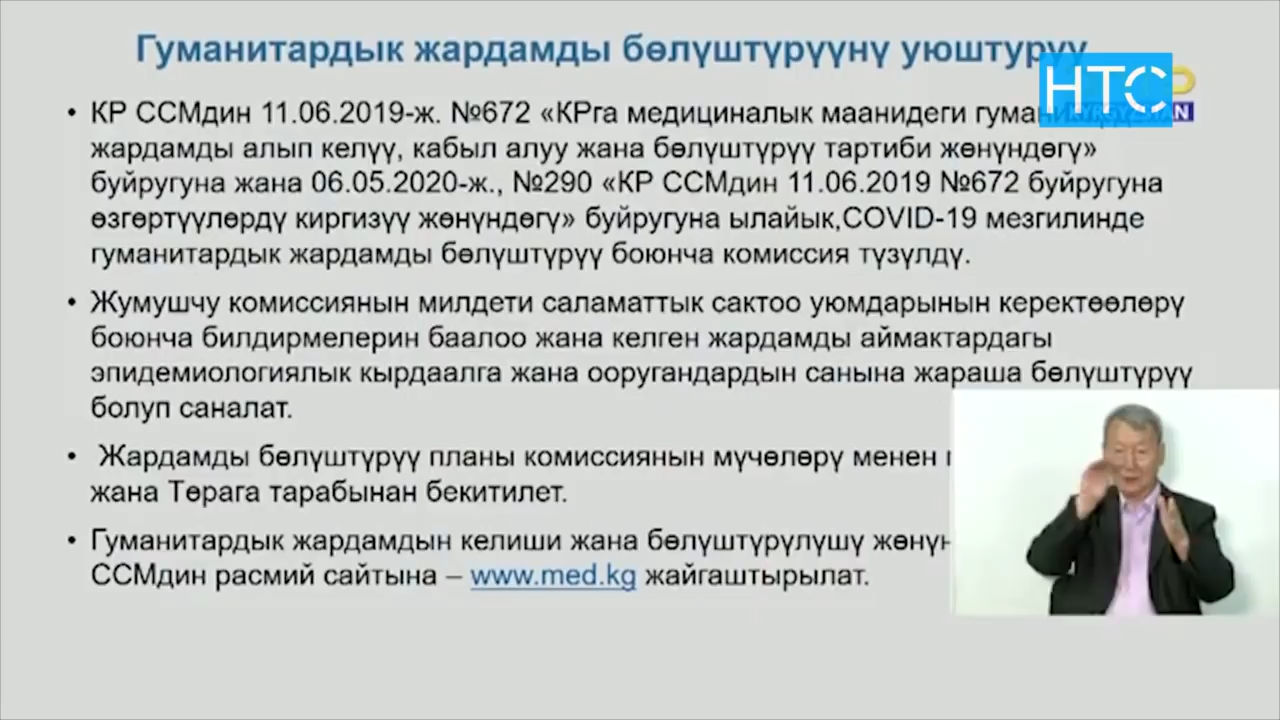 Гуманитардык жардамды бөлүштүрүүнү уюштуруу
НТС
• КР ССМдин 11.06.2019-ж. №672 «КРга медициналык маанидеги
жардамды алып келүү, кабыл алуу жана бөлүштүрүү тартиби жөнүндөгү»
буйругуна жана 06.05.2020-ж., №290 «КР ССМдин 11.06.2019 №672 буйругуна
өзгөртүүлөрдү киргизүү жөнүндөгү» буйругуна ылайык,COVID-19 мезгилинде
гуманитардык жардамды бөлүштүрүү боюнча комиссия түзүлдү.
• Жумушчу комиссиянын милдети саламаттык сактоо уюмдарынын керектөөлөрү
боюнча билдирмелерин баалоо жана келген жардамды аймактардагы
эпидемиологиялык кырдаалга жана ооругандардын санына жараша бөлүштүрүү
болуп саналат.
• Жардамды бөлүштүрүү планы комиссиянын мүчөлөрү менен
жана Төрага тарабынан бекитилет.
• Гуманитардык жардамдын келиши жана бөлүштүрүлүшү
ССМдин расмий сайтына – www.med.kg жайгаштырылат.